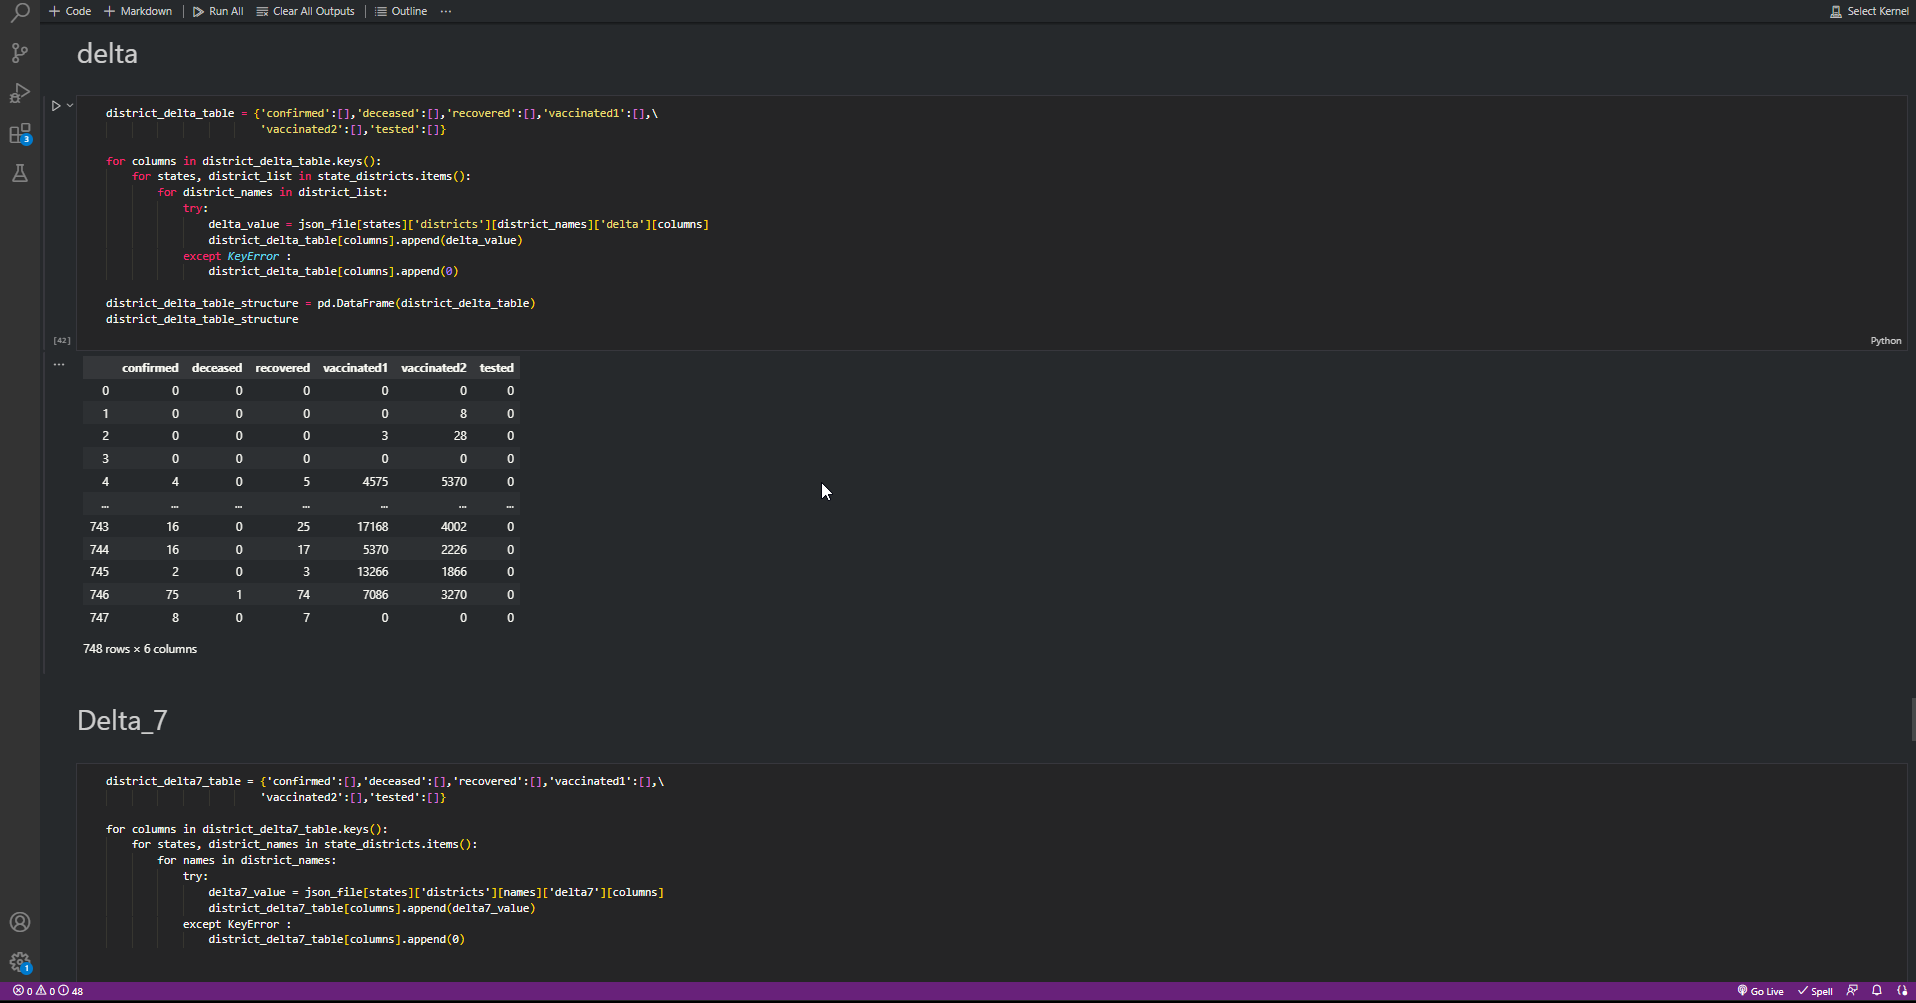 Code Markdown Run All Clear All Outputs Outline ... Select Kernel
delta
district_delta_table = {'confirmed':[],'deceased':[],'recovered':[],'vaccinated1':[],\
'vaccinated2':[],'tested':[]}
for columns in district_delta_table.keys():
for states, district_list in state_districts.items():
for district_names in district_list:
try:
delta_value = json_file[states]['districts'][district_names]['delta'][columns]
district_delta_table[columns].append(delta_value)
except KeyError :
district_delta_table[columns].append(0)
district_delta_table_structure = pd.DataFrame(district_delta_table)
district_delta_table_structure
[42] Python
... confirmed deceased recovered vaccinated1 vaccinated2 tested
0 0 0 0 0 0 0
1 0 0 0 0 8 0
2 0 0 0 3 28 0
3 0 0 0 0 0 0
4 4 0 5 4575 5370 0
... ... ... ... ... ... ...
743 16 0 25 17168 4002 0
744 16 0 17 5370 2226 0
745 2 0 3 13266 1866 0
746 75 1 74 7086 3270 0
747 8 0 7 0 0 0
748 rows × 6 columns
Delta_7
district_delta7_table = {'confirmed':[],'deceased':[],'recovered':[],'vaccinated1':[],\
'vaccinated2':[],'tested':[]}
for columns in district_delta7_table.keys():
for states, district_names in state_districts.items():
for names in district_names:
try:
delta7_value = json_file[states]['districts'][names]['delta7'][columns]
district_delta7_table[columns].append(delta7_value)
except KeyError :
district_delta7_table[columns].append(0)
3
1
0 0 48 Go Live Spell